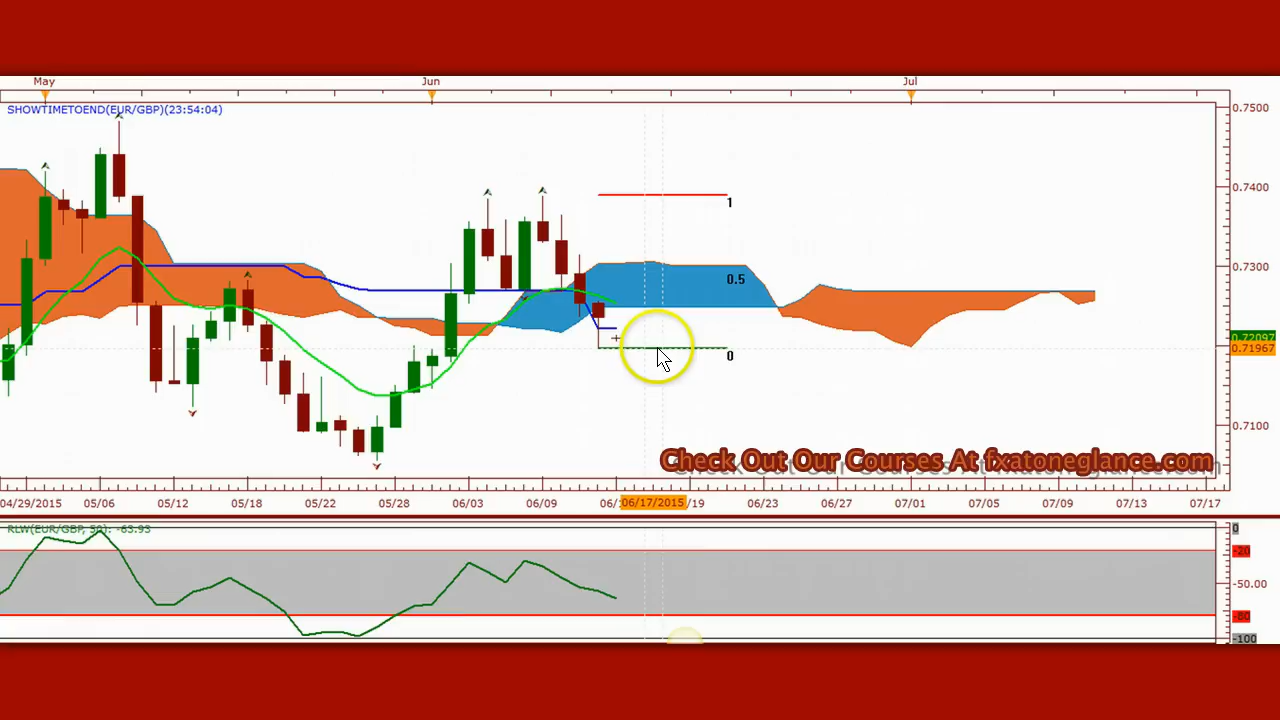 May Jun Jul
SHOWTIMETOEND(EUR/GBP)(23:54:04)
0.7500
0.7400
1
0.7300
0.5
0.72097
0.71967
0
0.7100
Check Out Our Courses At fxatoneglance.com
04/29/2015 05/06 05/12 05/18 05/22 05/28 06/03 06/09 06/ 06/17/2015 /19 06/23 06/27 07/01 07/05 07/09 07/13 07/17
RLW(EUR/GBP, 50): -63.93
0
-20
-50.00
-80
-100